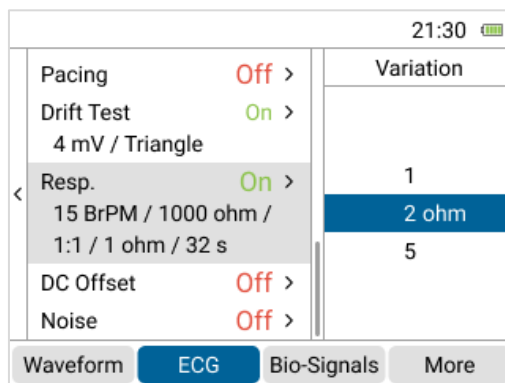 21:30
Pacing Off >
Drift Test On >
4 mV / Triangle
Resp. On >
15 BrPM / 1000 ohm /
1:1 / 1 ohm / 32 s
DC Offset Off >
Noise Off >
<
Variation
1
2 ohm
5
Waveform ECG Bio-Signals More